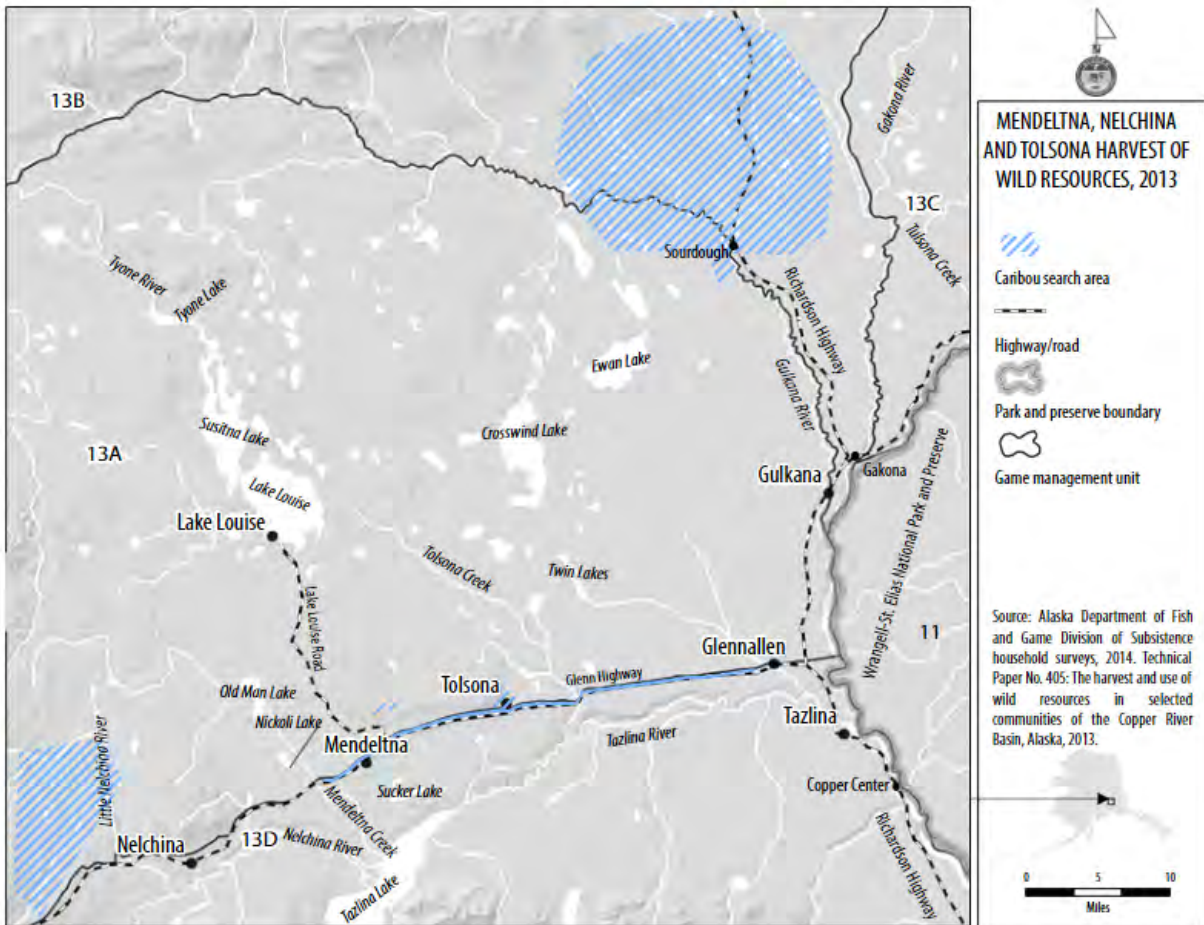 13B
Gakona River
13C
Tulsona Creek
Sourdough
Richardson Highway
Tyone River
Tyone Lake
Ewan Lake
Gulkana River
Susitna Lake
Crosswind Lake
13A
Lake Louise
Gulkana
Gakona
Lake Louise
Wrangell-St. Elias National Park and Preserve
Tolsona Creek
Twin Lakes
Lake Louise Road
11
Glennallen
Glenn Highway
Tolsona
Old Man Lake
Nickoli Lake
Tazlina
Tazlina River
Mendeltna
Little Nelchina River
Sucker Lake
Copper Center
Mendeltna Creek
13D
Nelchina River
Nelchina
Tazlina Lake
Richardson Highway
N
MENDELTNA, NELCHINA
AND TOLSONA HARVEST OF
WILD RESOURCES, 2013
Caribou search area
Highway/road
Park and preserve boundary
Game management unit
Source: Alaska Department of Fish
and Game Division of Subsistence
household surveys, 2014. Technical
Paper No. 405: The harvest and use of
wild resources in selected
communities of the Copper River
Basin, Alaska, 2013.
0 5 10
Miles